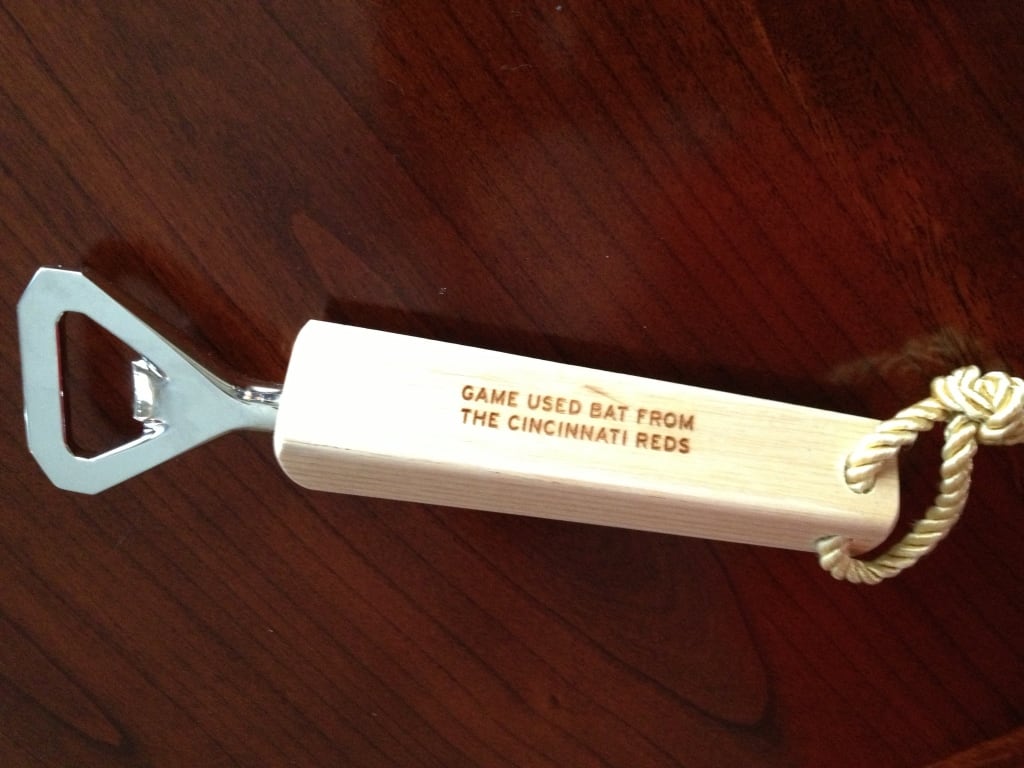 GAME USED BAT FROM
THE CINCINNATI REDS